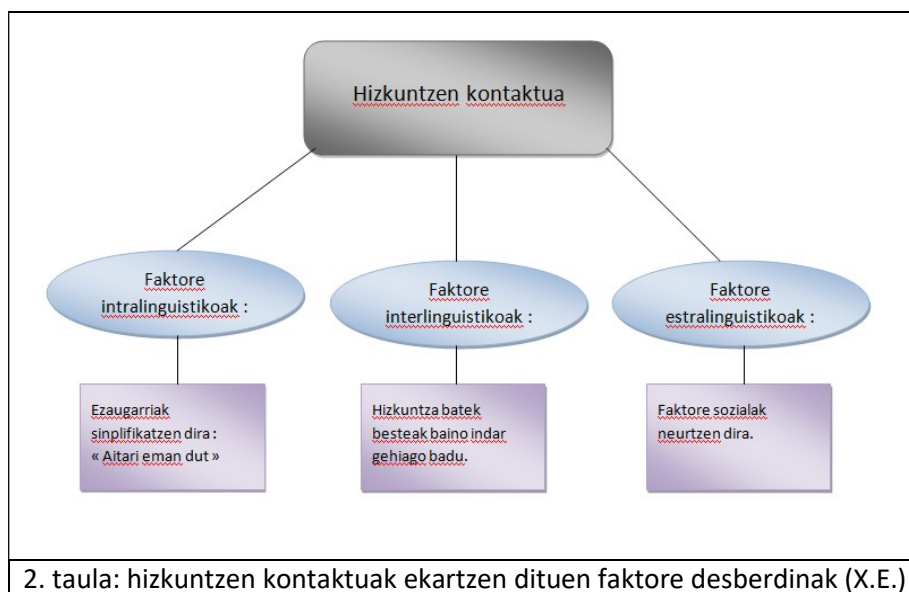 Hizkuntzen kontaktua
Faktore
intralinguistikoak :
Faktore
interlinguistikoak :
Faktore
estralinguistikoak :
Ezaugarriak
sinplifikatzen dira :
« Aitari eman dut »
Hizkuntza batek
besteak baino indar
gehiago badu.
Faktore sozialak
neurtzen dira.
2. taula: hizkuntzen kontaktuak ekartzen dituen faktore desberdinak (X.E.)